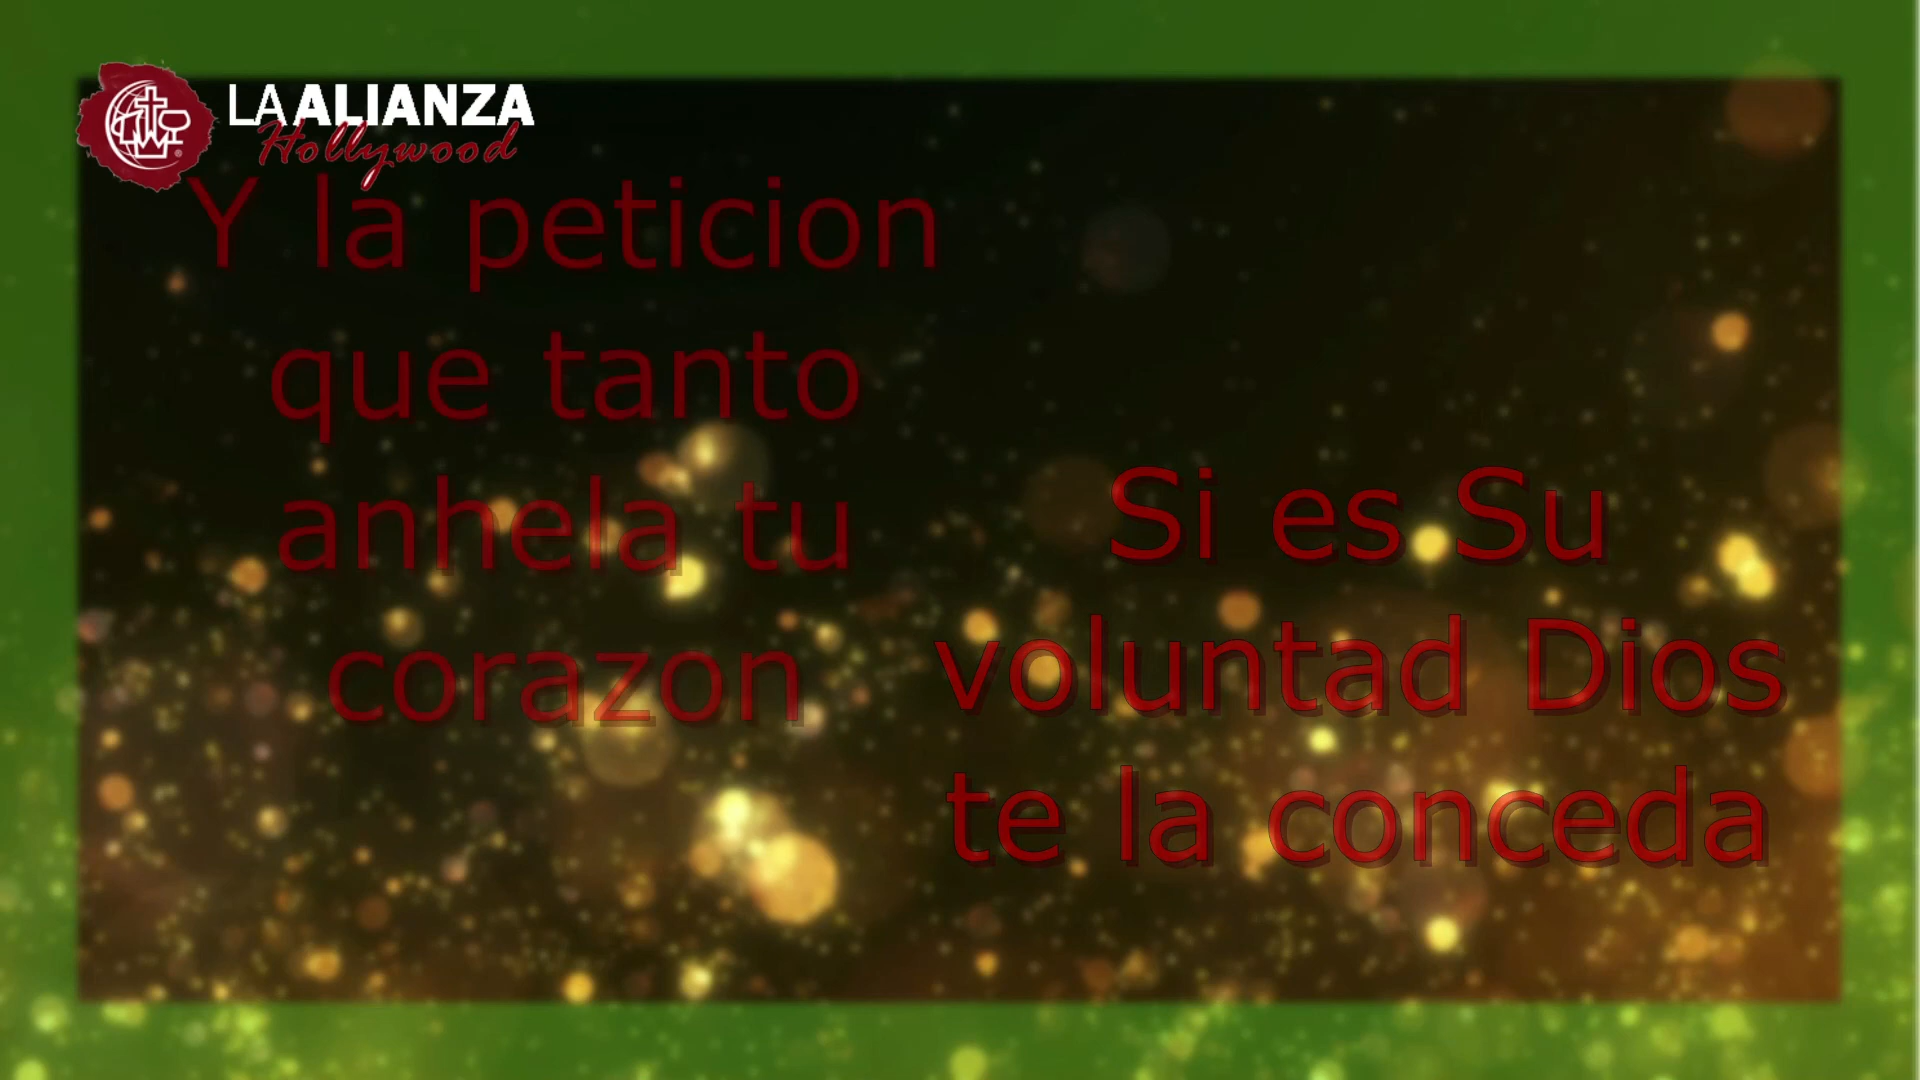 LA ALIANZA
Hollywood
Y la peticion
que tanto
anhela tu
corazon
Si es Su
voluntad Dios
te la conceda